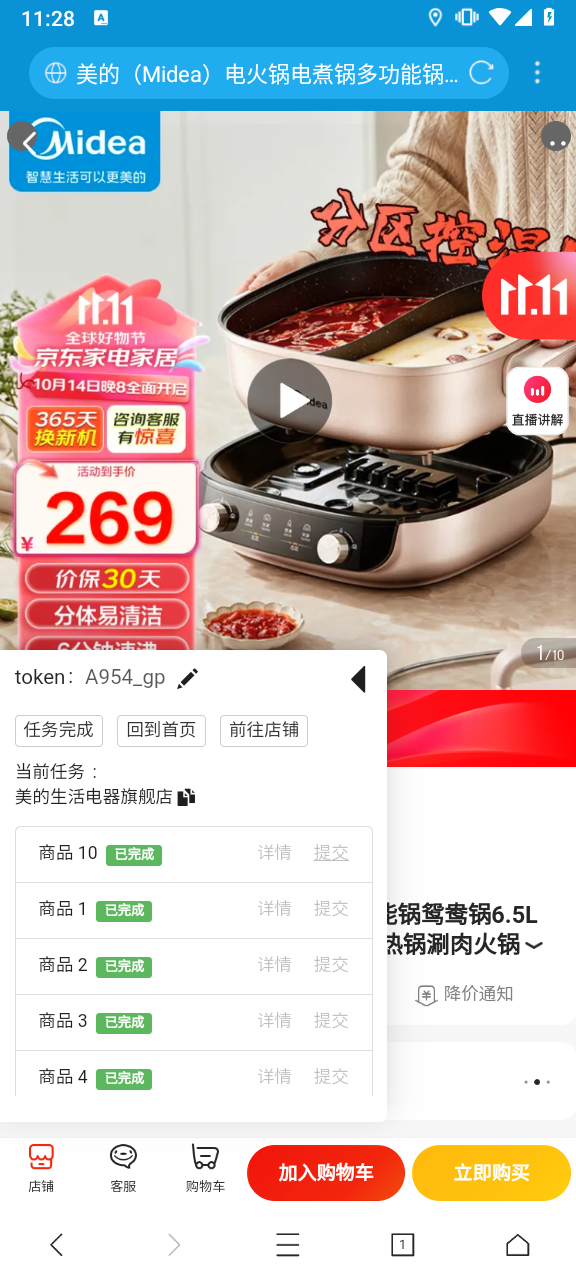 11:28
美的（Midea）电火锅电煮锅多功能锅...
Midea
智慧生活可以更美的
分区控温
11.11
11.11
全球好物节
京东家电家居
10月14日晚8全面开启
365天
换新机
咨询客服
有惊喜
直播讲解
活动到手价
¥269
价保30天
分体易清洁
6分钟速沸
1/10
token： A954_gp
任务完成 回到首页 前往店铺
当前任务 ：
美的生活电器旗舰店
商品 10 已完成 详情 提交
商品 1 已完成 详情 提交
能锅鸳鸯锅6.5L
热锅涮肉火锅
商品 2 已完成 详情 提交
降价通知
商品 3 已完成 详情 提交
商品 4 已完成 详情 提交
店铺 客服 购物车 加入购物车 立即购买
1